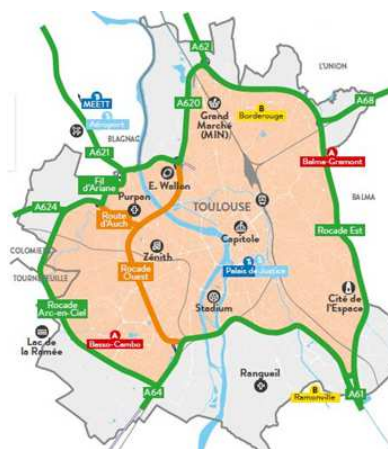 A62
L'UNION
A68
MEETT
Aéroport
BLAGNAC
A620
Grand
Marché
(MIN)
B
Borderouge
A621
A
Balma-Gramont
Fil
d'Ariane
E. Wallon
A624
Purpan
Route
d'Auch
TOULOUSE
BALMA
Capitole
Rocade Est
COLOMIERS
Zénith
Palais de Justice
TOURNEFEUILLE
Rocade
Ouest
Cité de
l'Espace
Rocade
Arc-en-Ciel
Stadium
Lac de
la Ramée
A
Basso-Cambo
Rangueil
A64
B
Ramonville
A61